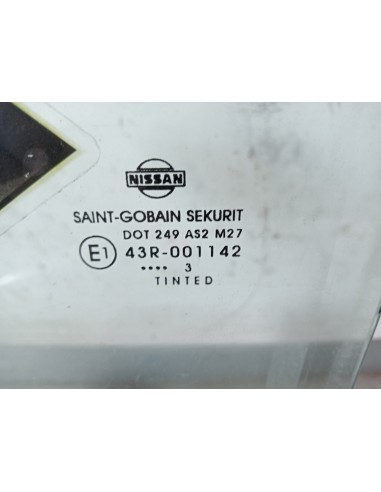 NISSAN
SAINT-GOBAIN SEKURIT
DOT 249 AS2 M27
E1 43R-001142
•••• 3
TINTED